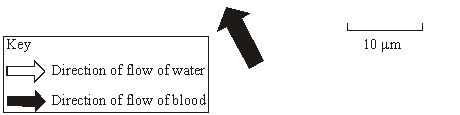 Key
10 μm
Direction of flow of water
Direction of flow of blood